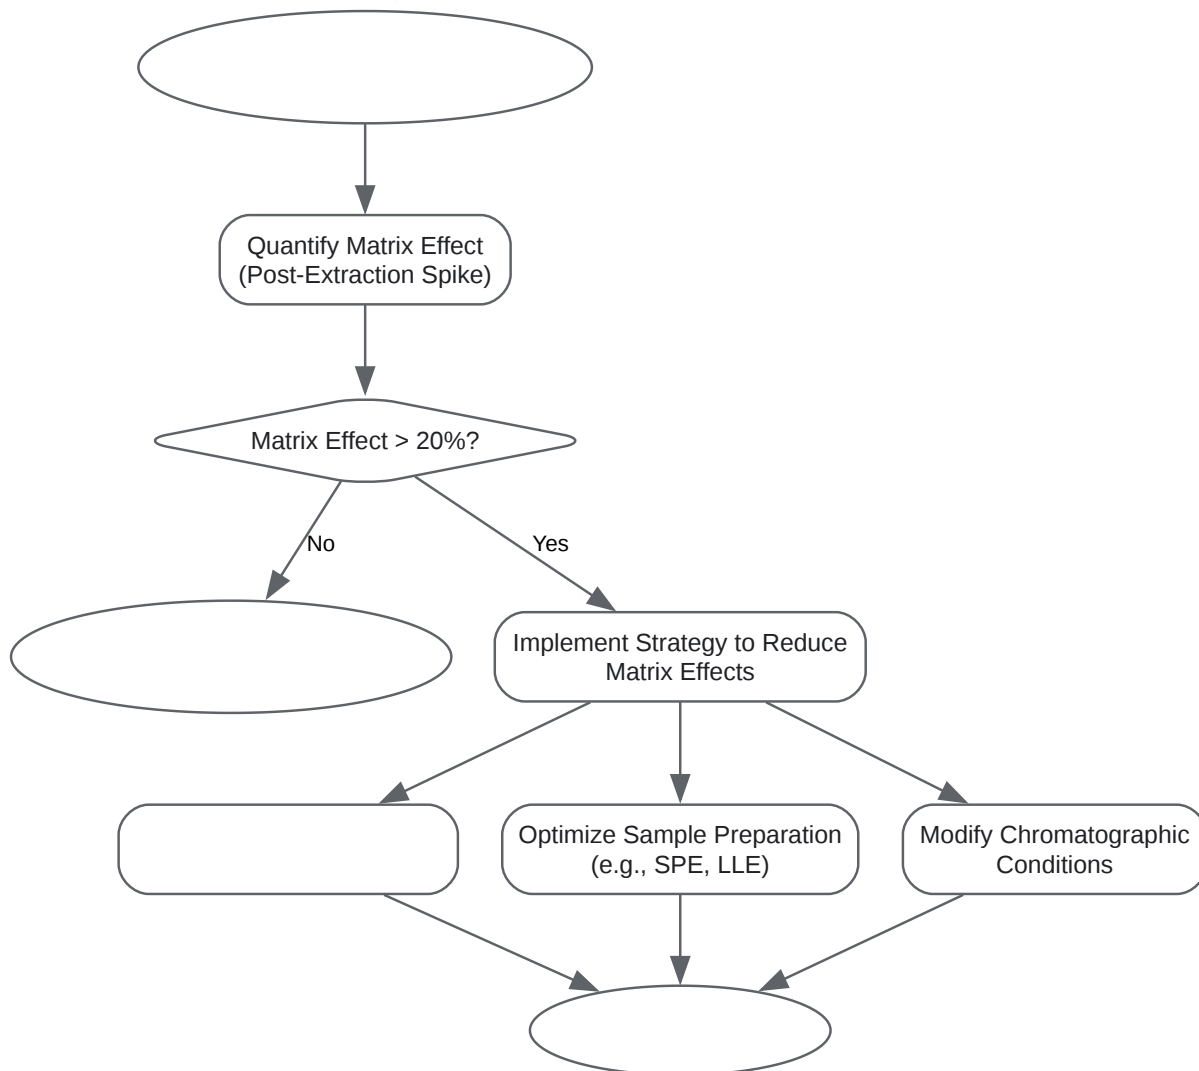 Quantify Matrix Effect
(Post-Extraction Spike)
Matrix Effect > 20%?
No
Yes
Implement Strategy to Reduce
Matrix Effects
Optimize Sample Preparation
(e.g., SPE, LLE)
Modify Chromatographic
Conditions